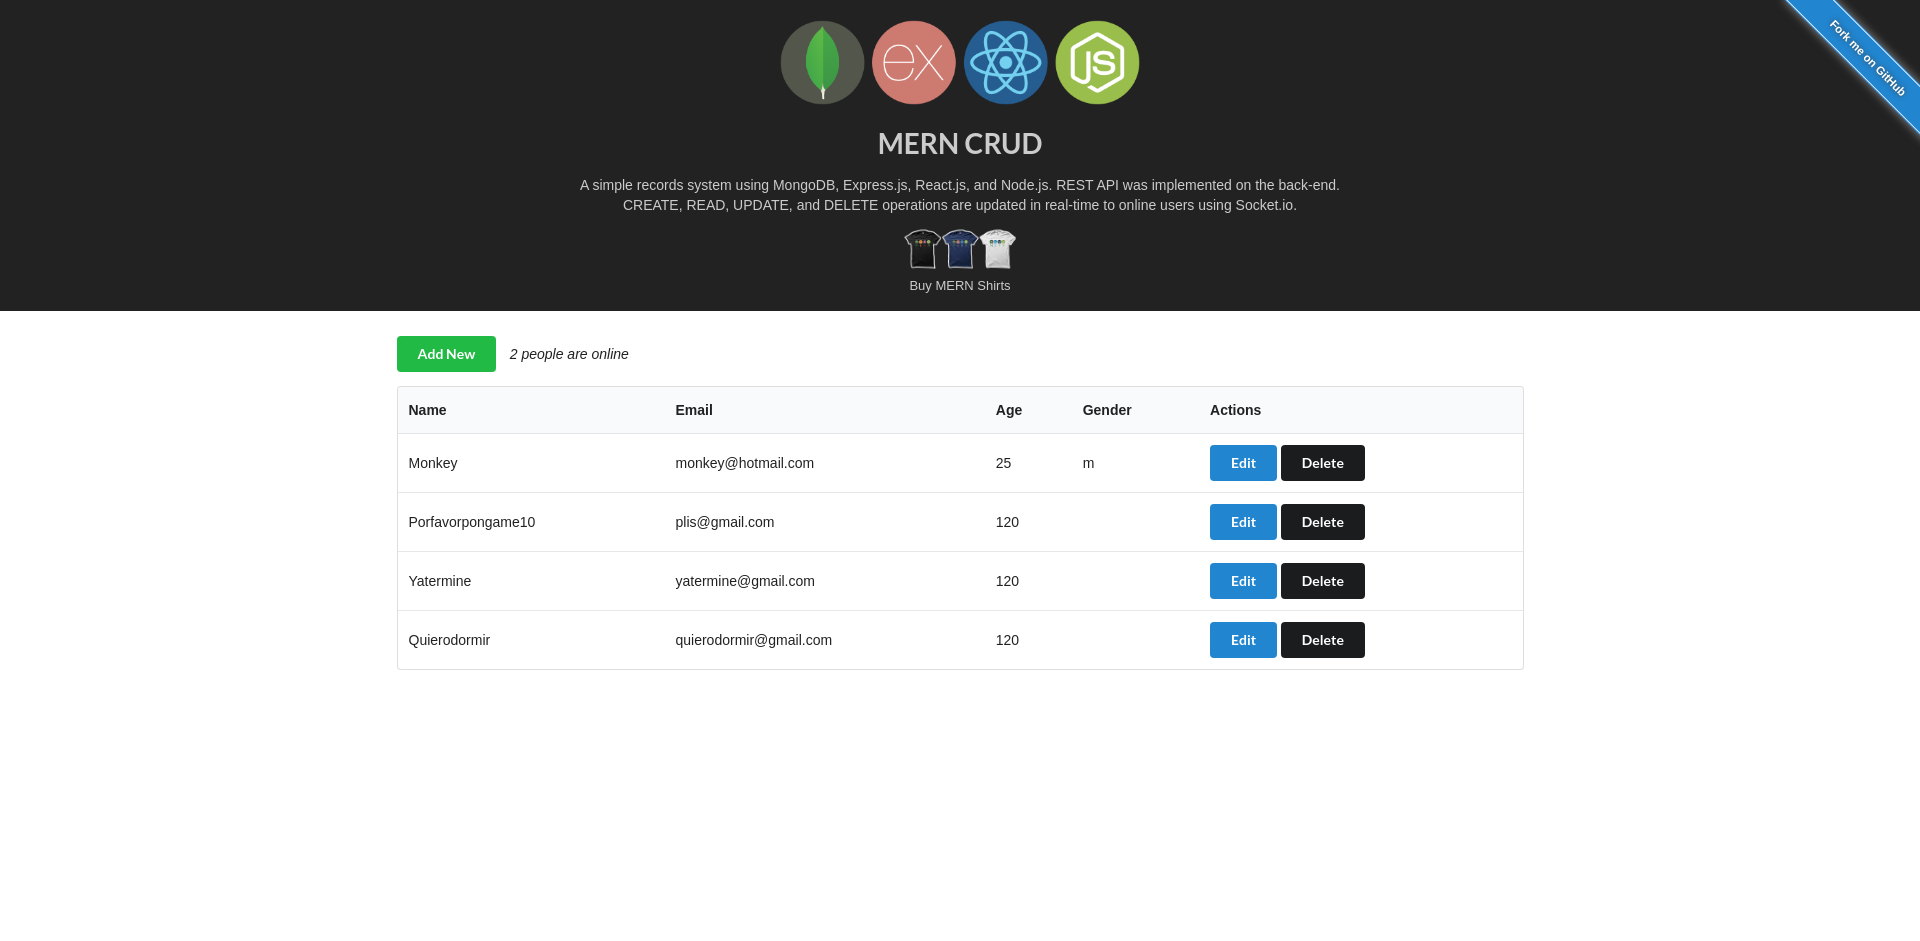 ex
JS
Fork me on GitHub
MERN CRUD
A simple records system using MongoDB, Express.js, React.js, and Node.js. REST API was implemented on the back-end.
CREATE, READ, UPDATE, and DELETE operations are updated in real-time to online users using Socket.io.
Buy MERN Shirts
Add New 2 people are online
Name Email Age Gender Actions
Monkey monkey@hotmail.com 25 m Edit Delete
Porfavorpongame10 plis@gmail.com 120 Edit Delete
Yatermine yatermine@gmail.com 120 Edit Delete
Quierodormir quierodormir@gmail.com 120 Edit Delete